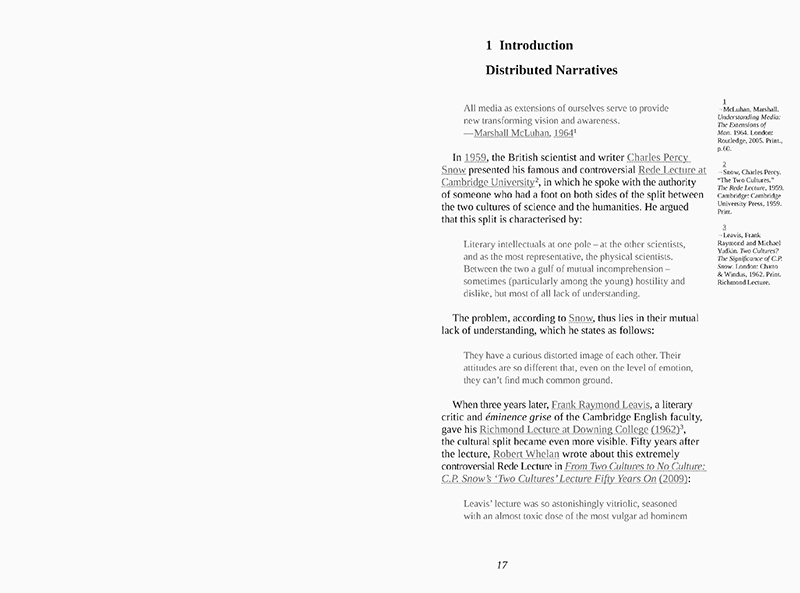 1 Introduction
Distributed Narratives
All media as extensions of ourselves serve to provide
new transforming vision and awareness.
—Marshall McLuhan, 1964¹
In 1959, the British scientist and writer Charles Percy
Snow presented his famous and controversial Rede Lecture at
Cambridge University², in which he spoke with the authority
of someone who had a foot on both sides of the split between
the two cultures of science and the humanities. He argued
that this split is characterised by:
Literary intellectuals at one pole – at the other scientists,
and as the most representative, the physical scientists.
Between the two a gulf of mutual incomprehension –
sometimes (particularly among the young) hostility and
dislike, but most of all lack of understanding.
The problem, according to Snow, thus lies in their mutual
lack of understanding, which he states as follows:
They have a curious distorted image of each other. Their
attitudes are so different that, even on the level of emotion,
they can't find much common ground.
When three years later, Frank Raymond Leavis, a literary
critic and éminence grise of the Cambridge English faculty,
gave his Richmond Lecture at Downing College (1962)³,
the cultural split became even more visible. Fifty years after
the lecture, Robert Whelan wrote about this extremely
controversial Rede Lecture in From Two Cultures to No Culture:
C.P. Snow's 'Two Cultures' Lecture Fifty Years On (2009):
Leavis' lecture was so astonishingly vitriolic, seasoned
with an almost toxic dose of the most vulgar ad hominem
17
1
→McLuhan, Marshall.
Understanding Media:
The Extensions of
Man. 1964. London:
Routledge, 2005. Print.,
p.60.
2
→Snow, Charles Percy.
“The Two Cultures.”
The Rede Lecture, 1959.
Cambridge: Cambridge
University Press, 1959.
Print.
3
→Leavis, Frank
Raymond and Michael
Yudkin. Two Cultures?
The Significance of C.P.
Snow. London: Chatto
& Windus, 1962. Print.
Richmond Lecture.